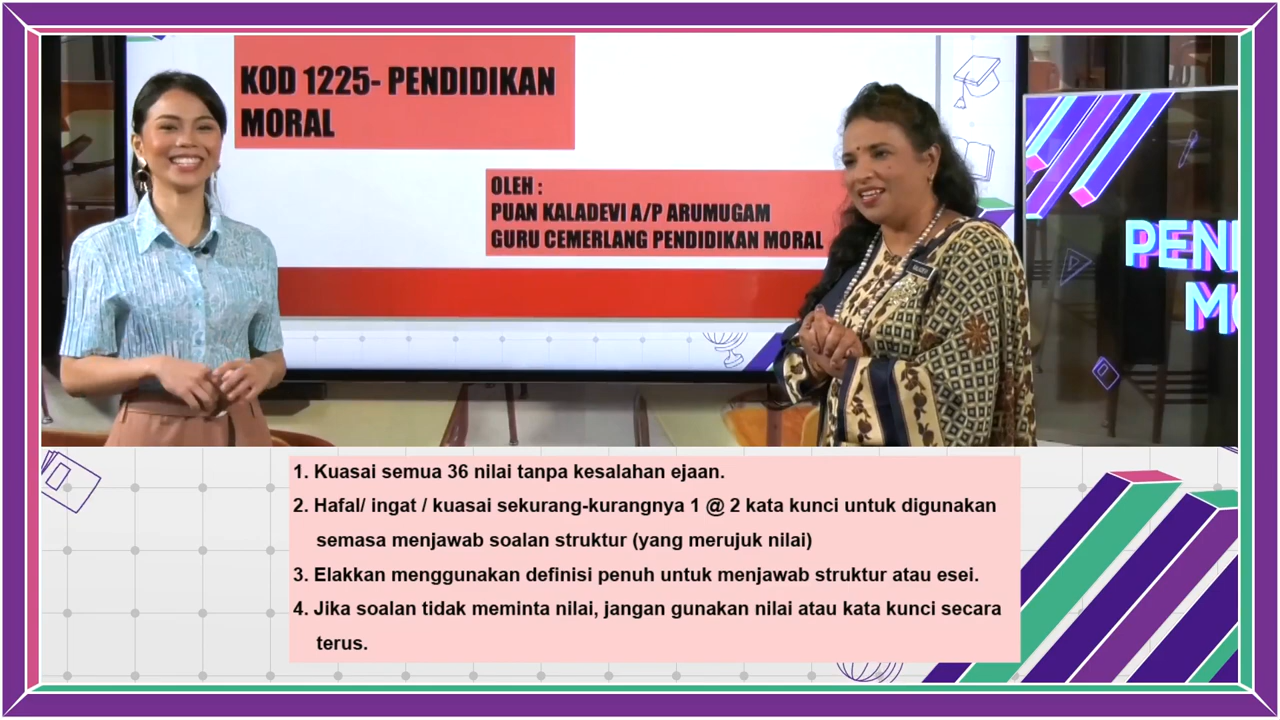 KOD 1225- PENDIDIKAN
MORAL
OLEH :
PUAN KALADEVI A/P ARUMUGAM
GURU CEMERLANG PENDIDIKAN MORAL
1. Kuasai semua 36 nilai tanpa kesalahan ejaan.
2. Hafal/ ingat / kuasai sekurang-kurangnya 1 @ 2 kata kunci untuk digunakan
semasa menjawab soalan struktur (yang merujuk nilai)
3. Elakkan menggunakan definisi penuh untuk menjawab struktur atau esei.
4. Jika soalan tidak meminta nilai, jangan gunakan nilai atau kata kunci secara
terus.